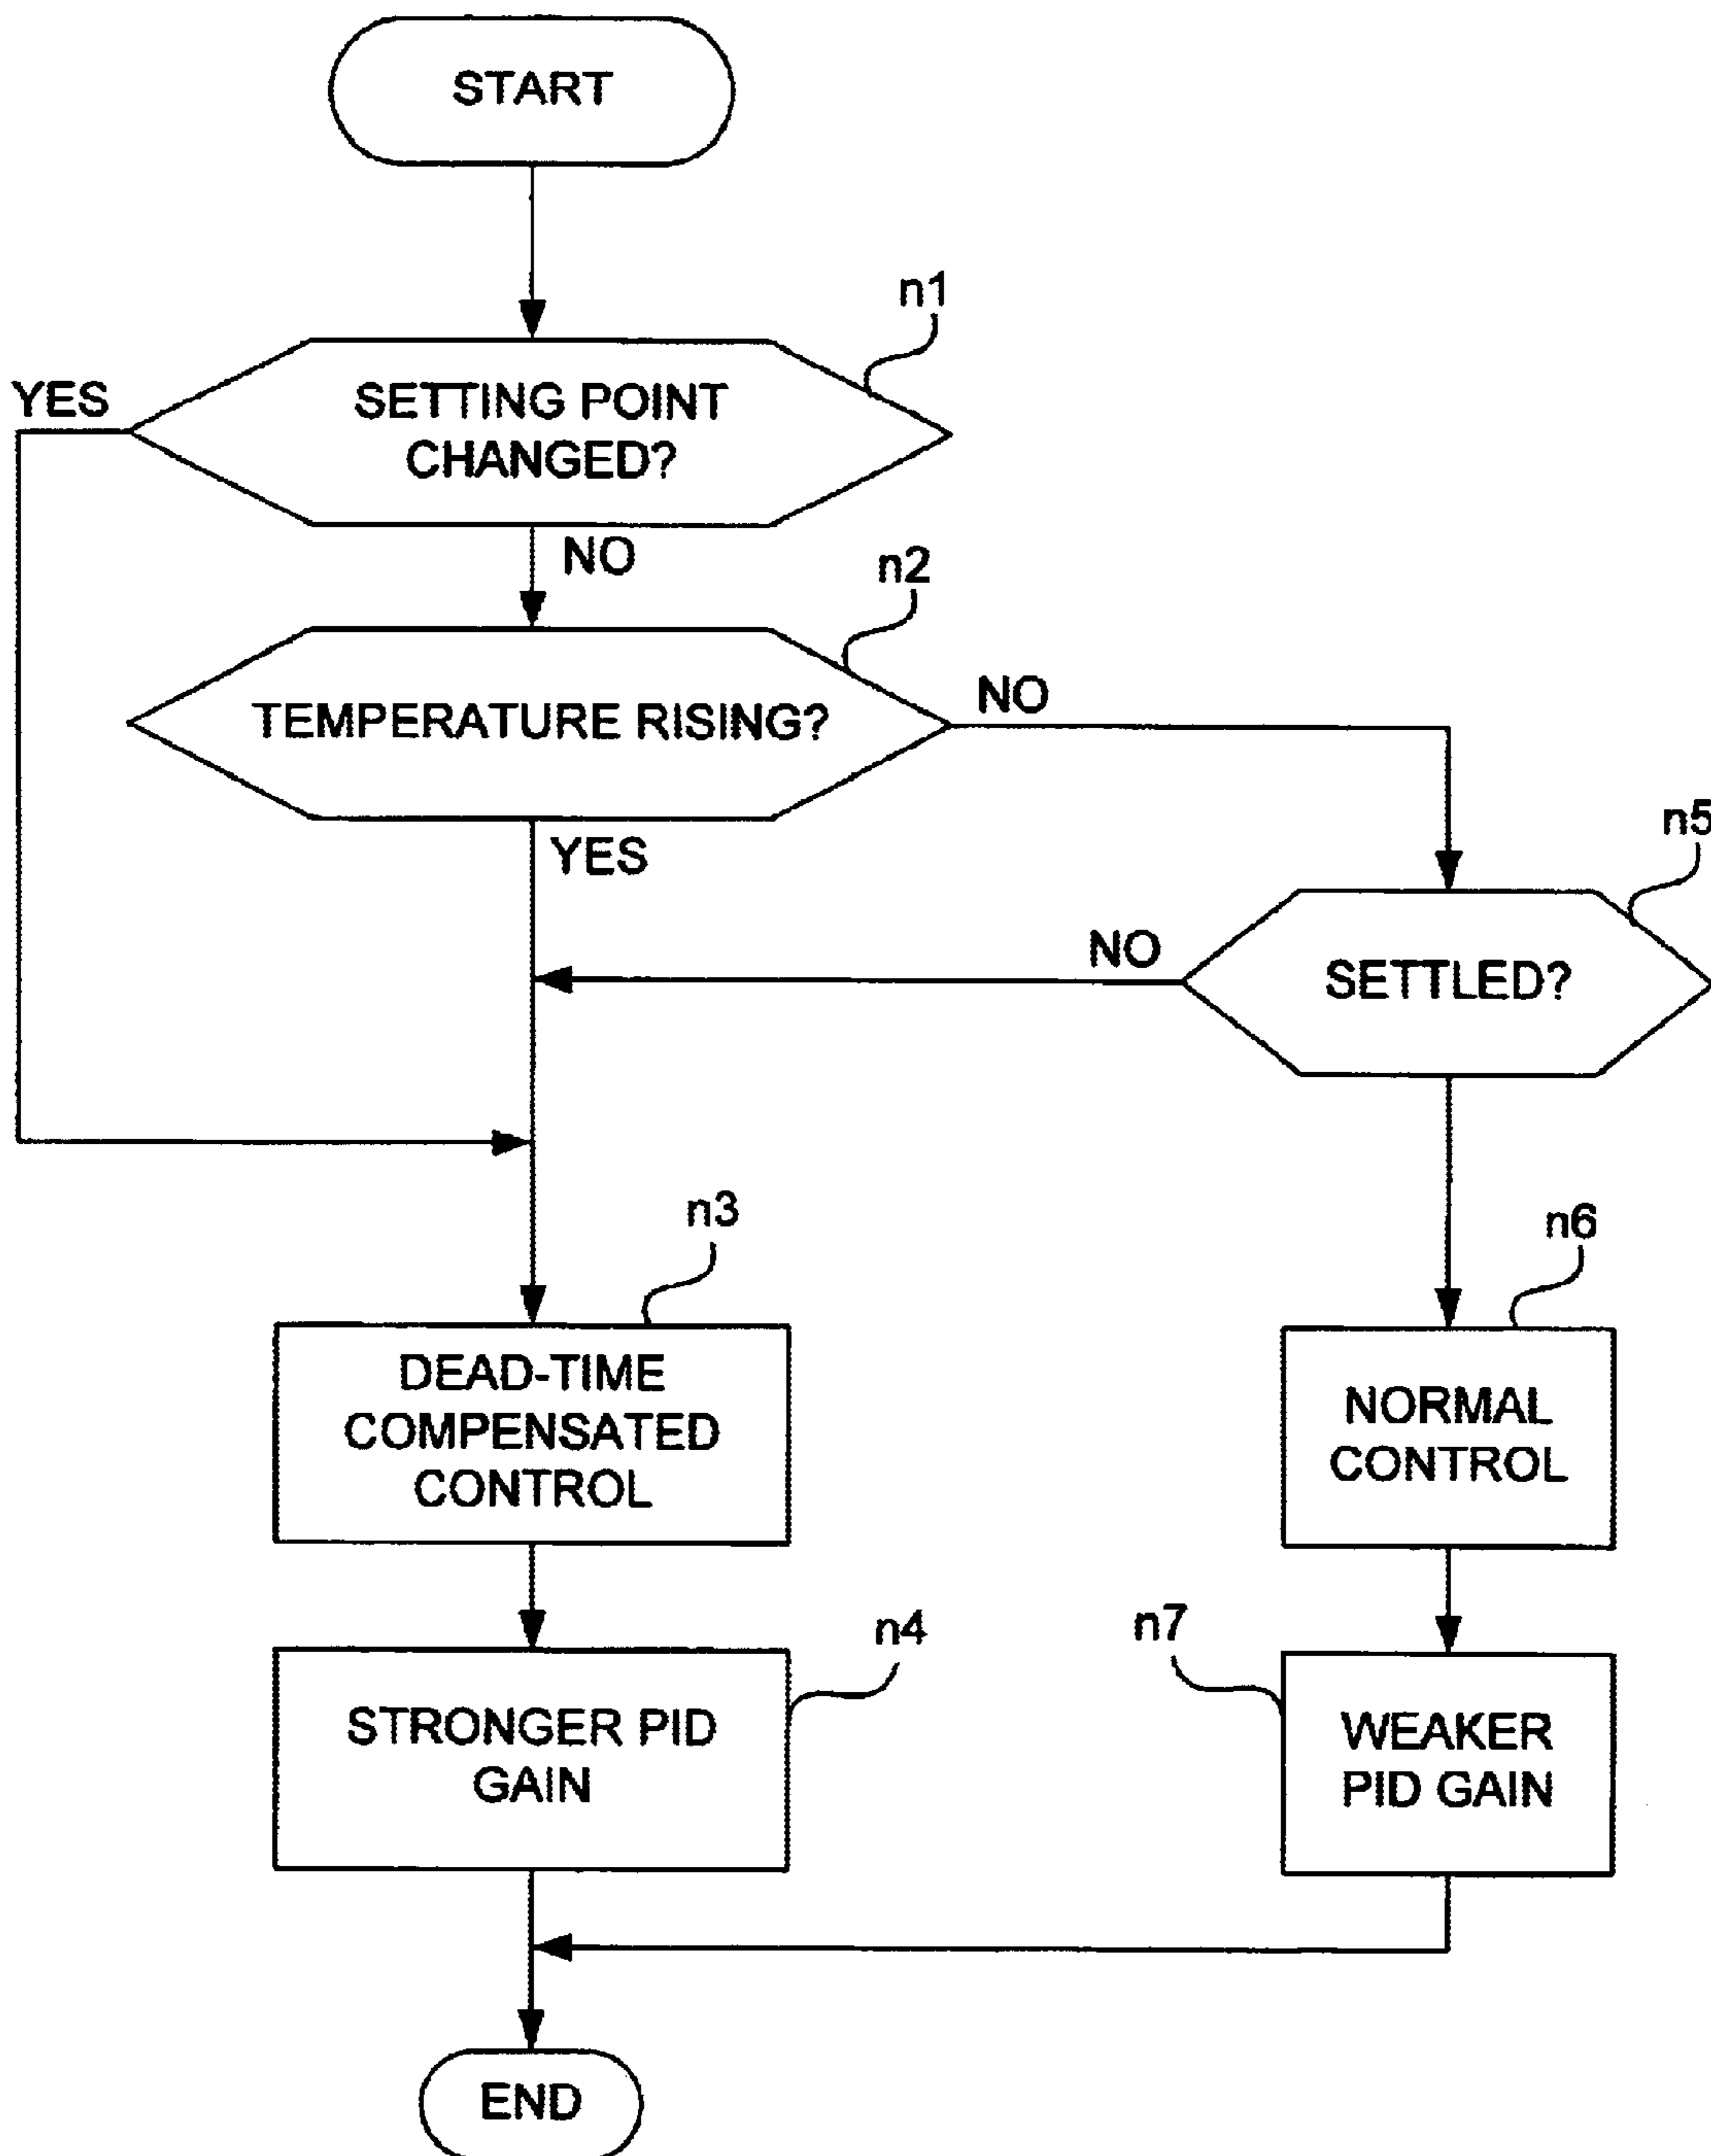 START
n1
YES
SETTING POINT
CHANGED?
NO
n2
TEMPERATURE RISING?
NO
YES
n5
NO
SETTLED?
n3
n6
DEAD-TIME
COMPENSATED
CONTROL
NORMAL
CONTROL
n4
n7
STRONGER PID
GAIN
WEAKER
PID GAIN
END